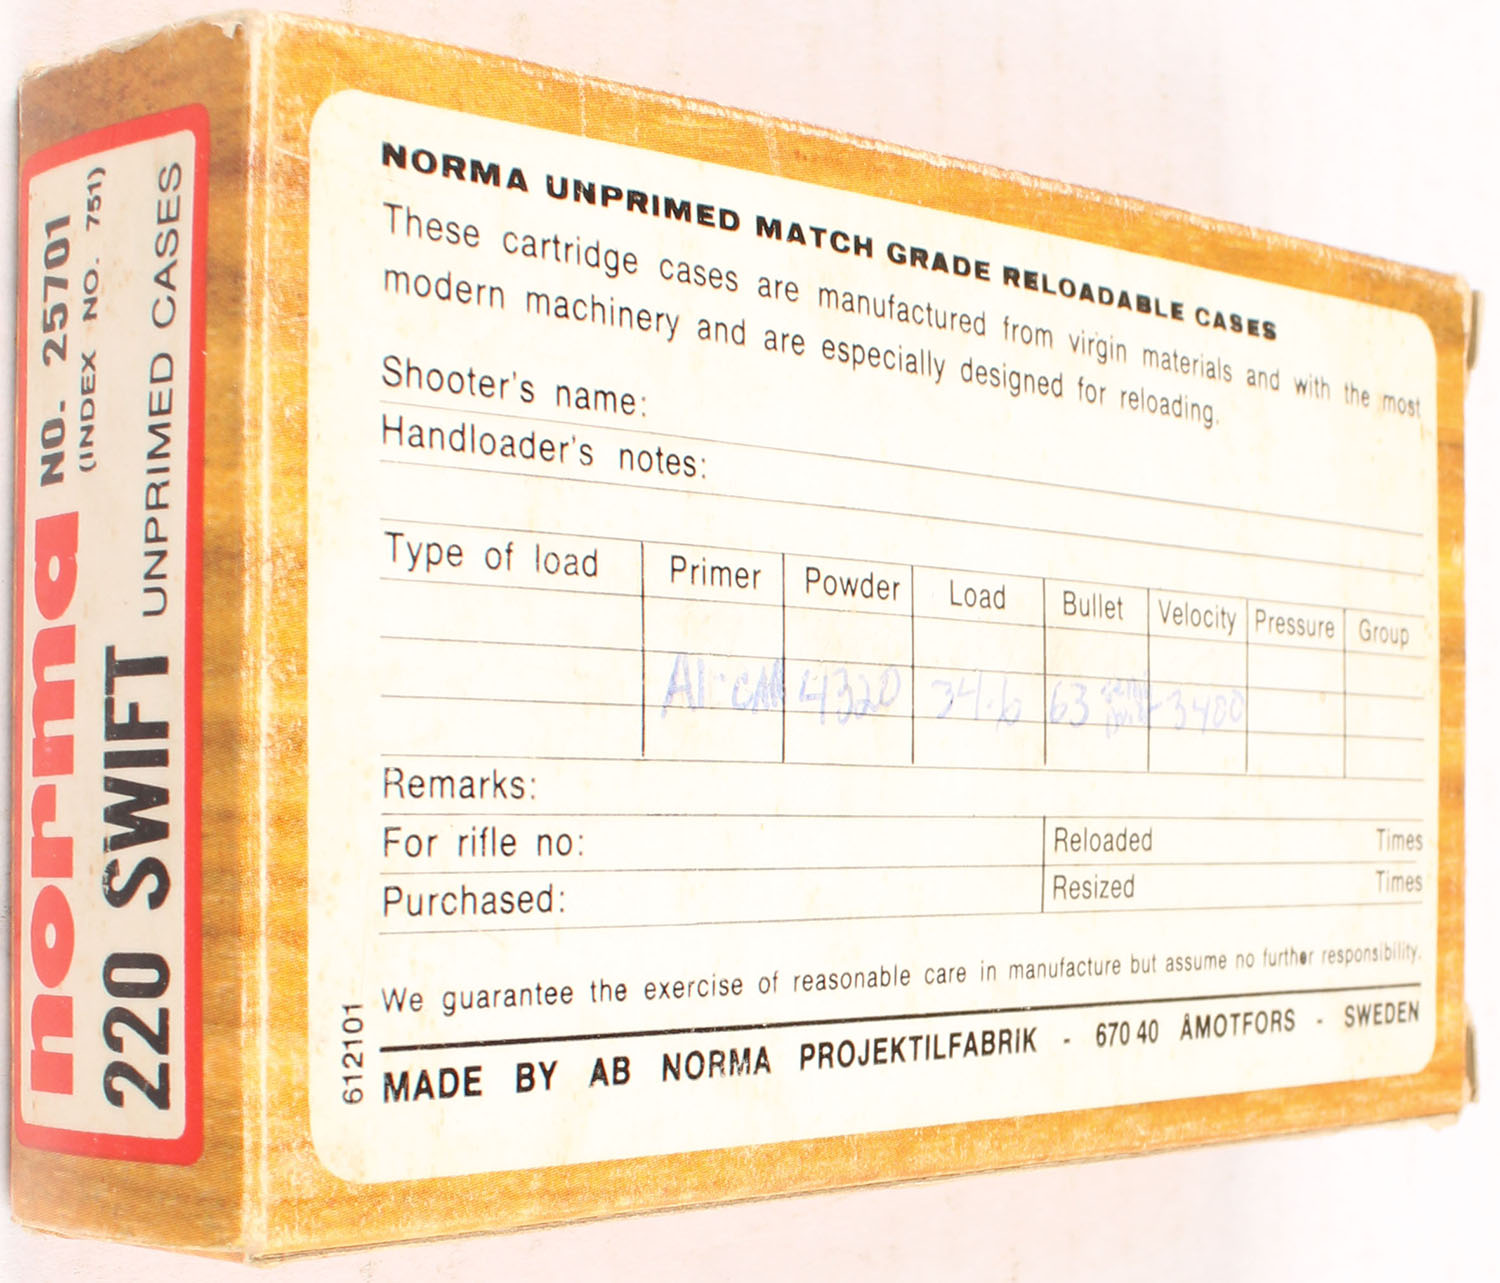 norma NO. 25701
(INDEX NO. 751)
220 SWIFT UNPRIMED CASES
NORMA UNPRIMED MATCH GRADE RELOADABLE CASES
These cartridge cases are manufactured from virgin materials and with the most
modern machinery and are especially designed for reloading.
Shooter's name:
Handloader's notes:
Type of load Primer Powder Load Bullet Velocity Pressure Group
4320 34.6 63 3480
Remarks:
For rifle no: Reloaded Times
Purchased: Resized Times
We guarantee the exercise of reasonable care in manufacture but assume no further responsibility.
MADE BY AB NORMA PROJEKTILFABRIK - 670 40 ÅMOTFORS - SWEDEN
612101